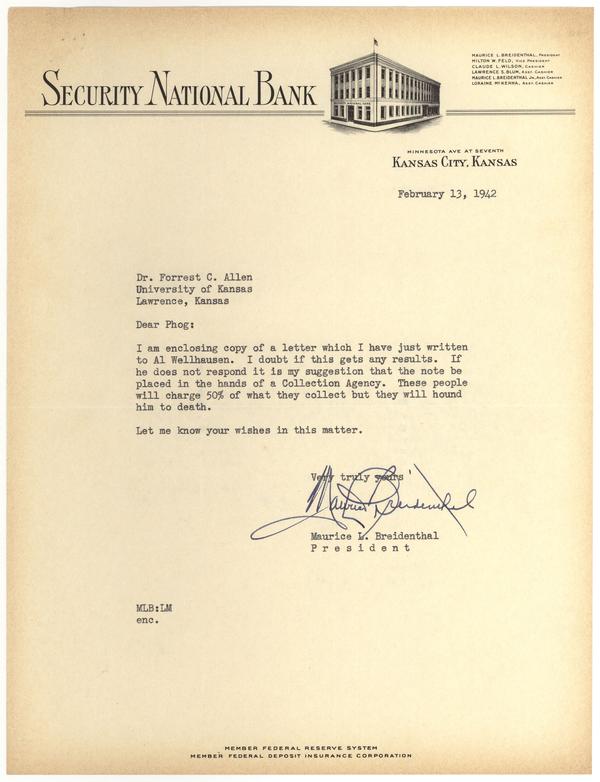 MAURICE L. BREIDENTHAL, PRESIDENT
MILTON W. FELD, VICE PRESIDENT
CLAUDE L. WILSON, CASHIER
LAWRENCE S. BLUM, ASST. CASHIER
MAURICE L. BREIDENTHAL JR., ASST. CASHIER
LORAINE MCKENNA, ASST. CASHIER
SECURITY NATIONAL BANK
MINNESOTA AVE AT SEVENTH
KANSAS CITY, KANSAS
February 13, 1942
Dr. Forrest C. Allen
University of Kansas
Lawrence, Kansas
Dear Phog:
I am enclosing copy of a letter which I have just written
to Al Wellhausen. I doubt if this gets any results. If
he does not respond it is my suggestion that the note be
placed in the hands of a Collection Agency. These people
will charge 50% of what they collect but they will hound
him to death.
Let me know your wishes in this matter.
Very truly yours
Maurice L. Breidenthal
Maurice L. Breidenthal
P r e s i d e n t
MLB:LM
enc.
MEMBER FEDERAL RESERVE SYSTEM
MEMBER FEDERAL DEPOSIT INSURANCE CORPORATION